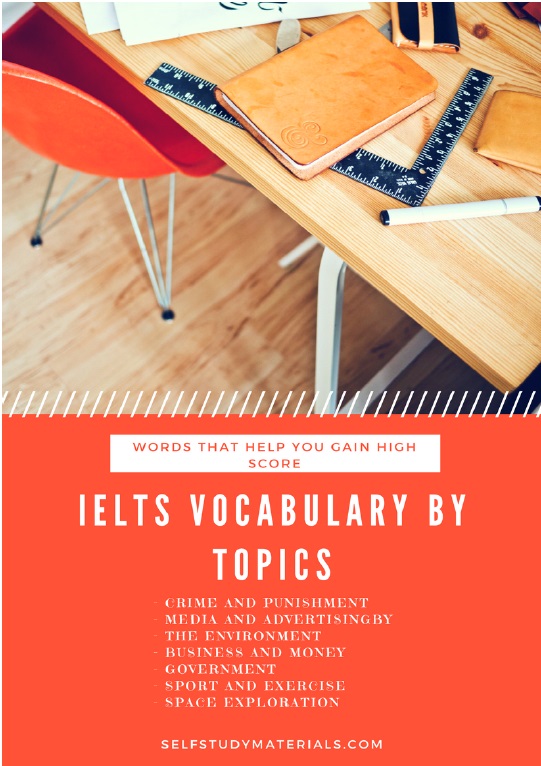 WORDS THAT HELP YOU GAIN HIGH
SCORE
IELTS VOCABULARY BY
TOPICS
- CRIME AND PUNISHMENT
- MEDIA AND ADVERTISINGBY
- THE ENVIRONMENT
- BUSINESS AND MONEY
- GOVERNMENT
- SPORT AND EXERCISE
- SPACE EXPLORATION
SELFSTUDYMATERIALS.COM